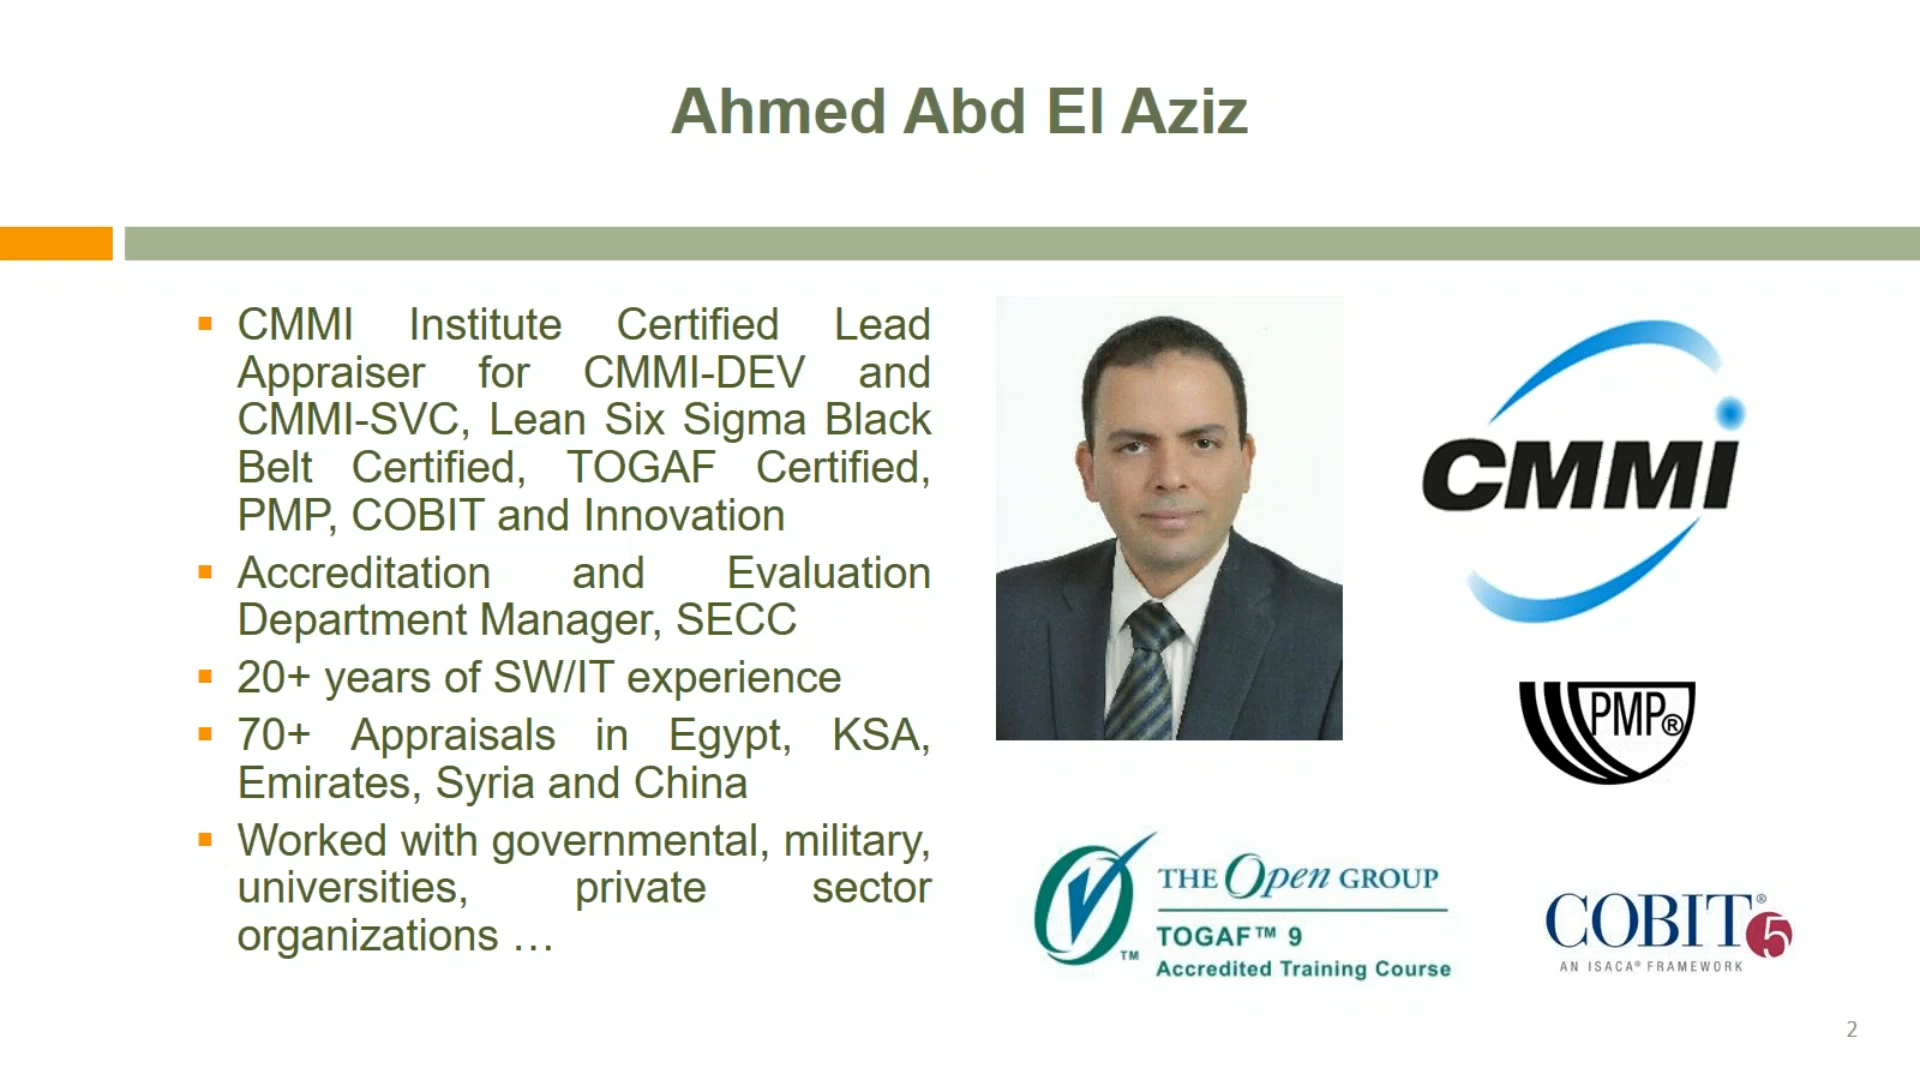 Ahmed Abd El Aziz
CMMI Institute Certified Lead
Appraiser for CMMI-DEV and
CMMI-SVC, Lean Six Sigma Black
Belt Certified, TOGAF Certified,
PMP, COBIT and Innovation
Accreditation and Evaluation
Department Manager, SECC
20+ years of SW/IT experience
70+ Appraisals in Egypt, KSA,
Emirates, Syria and China
Worked with governmental, military,
universities, private sector
organizations …
CMMI
PMP®
THE Open GROUP
TOGAF™ 9
Accredited Training Course
TM
COBIT® 5
AN ISACA® FRAMEWORK
2